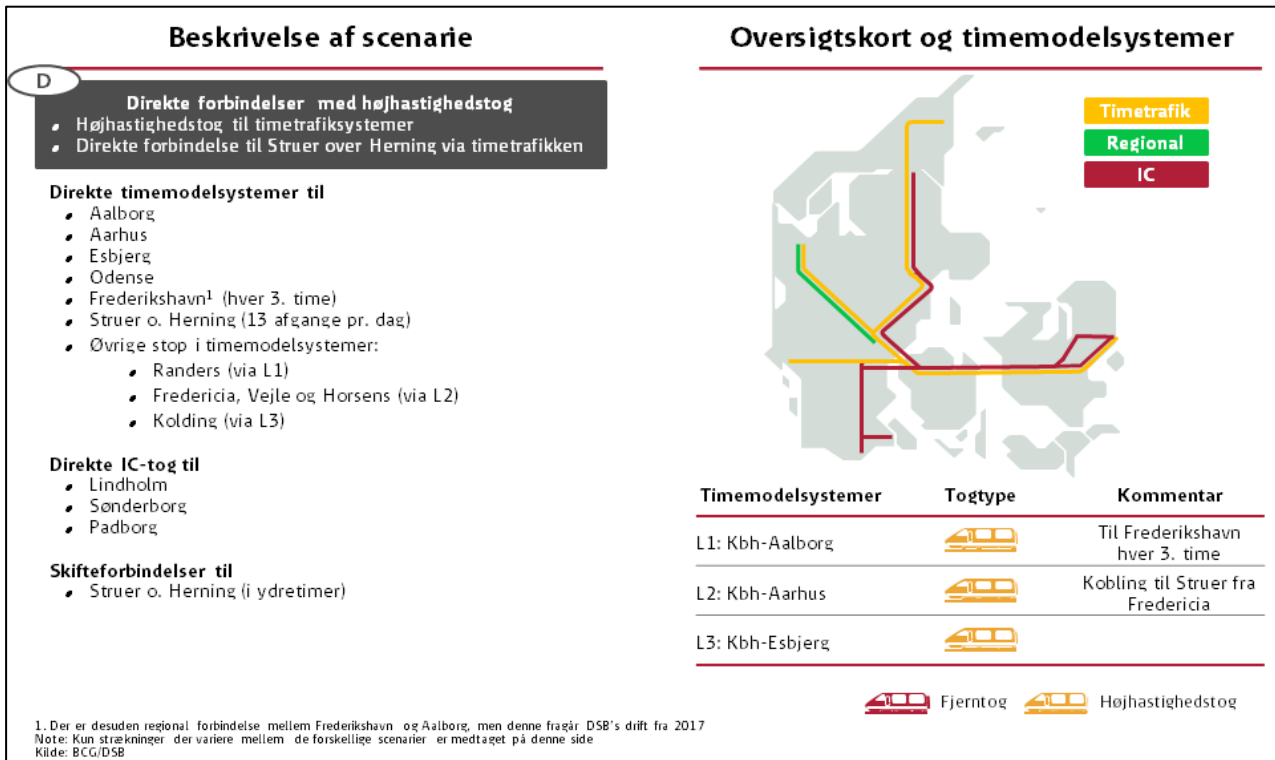 Beskrivelse af scenarie
D
Direkte forbindelser med højhastighedstog
• Højhastighedstog til timetrafiksystemer
• Direkte forbindelse til Struer over Herning via timetrafikken
Direkte timemodelsystemer til
• Aalborg
• Aarhus
• Esbjerg
• Odense
• Frederikshavn¹ (hver 3. time)
• Struer o. Herning (13 afgange pr. dag)
• Øvrige stop i timemodelsystemer:
• Randers (via L1)
• Fredericia, Vejle og Horsens (via L2)
• Kolding (via L3)
Direkte IC-tog til
• Lindholm
• Sønderborg
• Padborg
Skifteforbindelser til
• Struer o. Herning (i ydretimer)
Oversigtskort og timemodelsystemer
Timetrafik
Regional
IC
Timemodelsystemer Togtype Kommentar
L1: Kbh-Aalborg Til Frederikshavn
hver 3. time
L2: Kbh-Aarhus Kobling til Struer fra
Fredericia
L3: Kbh-Esbjerg
Fjerntog Højhastighedstog
1. Der er desuden regional forbindelse mellem Frederikshavn og Aalborg, men denne fragår DSB's drift fra 2017
Note: Kun strækninger der variere mellem de forskellige scenarier er medtaget på denne side
Kilde: BCG/DSB